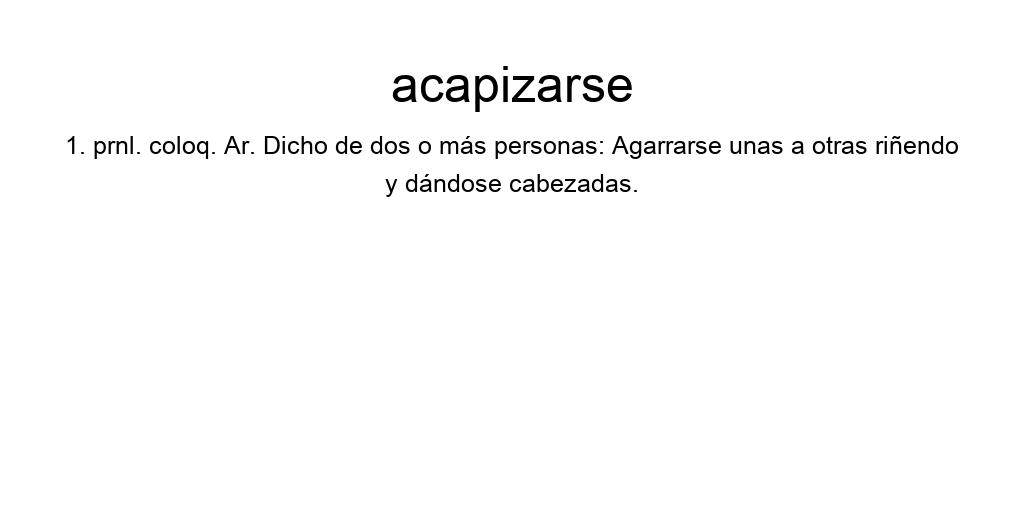 acapizarse
1. prnl. coloq. Ar. Dicho de dos o más personas: Agarrarse unas a otras riñendo
y dándose cabezadas.